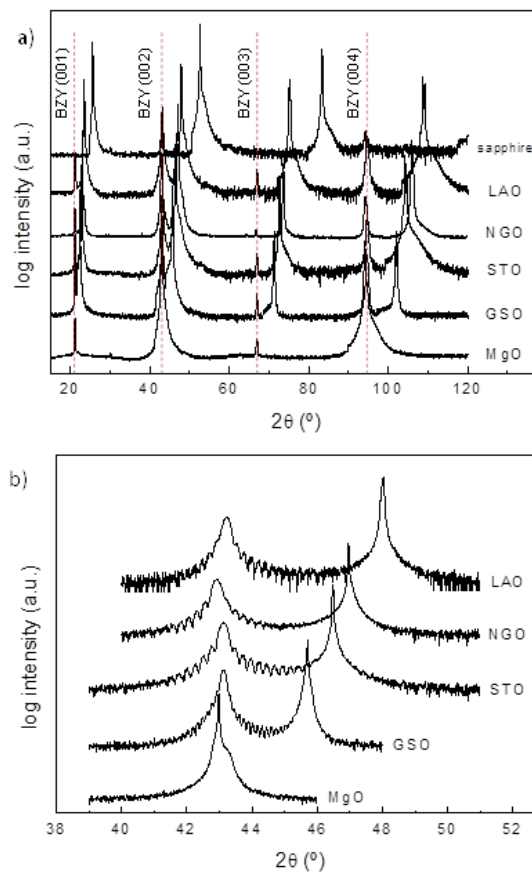 a)
BZY (001)
BZY (002)
BZY (003)
BZY (004)
sapphire
LAO
NGO
STO
GSO
MgO
log intensity (a.u.)
20 40 60 80 100 120
2θ (º)
b)
LAO
NGO
STO
GSO
MgO
log intensity (a.u.)
38 40 42 44 46 48 50 52
2θ (º)